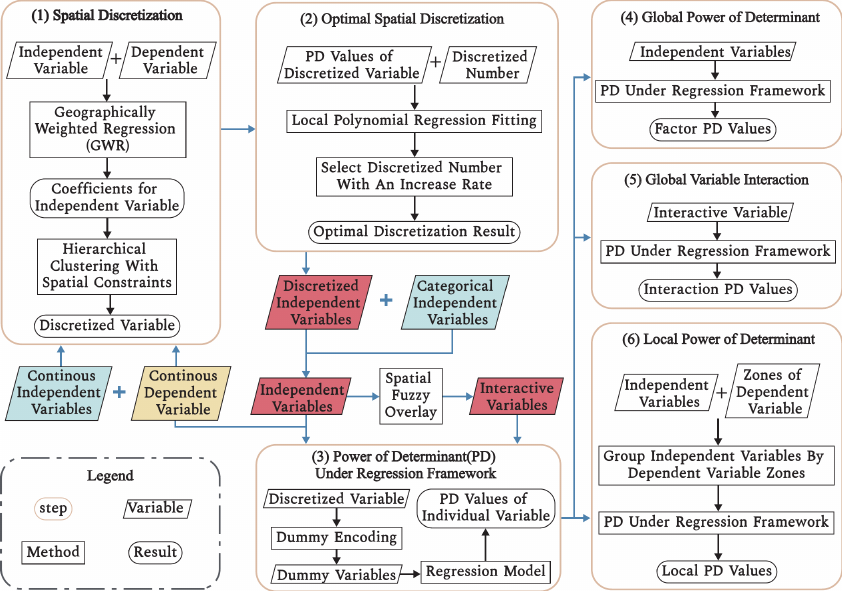 (1) Spatial Discretization
Independent
Variable
+
Dependent
Variable
Geographically
Weighted Regression
(GWR)
Coefficients for
Independent Variable
Hierarchical
Clustering With
Spatial Constraints
Discretized Variable
Continous
Independent
Variables
+
Continous
Dependent
Variable
(2) Optimal Spatial Discretization
PD Values of
Discretized Variable
+
Discretized
Number
Local Polynomial Regression Fitting
Select Discretized Number
With An Increase Rate
Optimal Discretization Result
Discretized
Independent
Variables
+
Categorical
Independent
Variables
Independent
Variables
Spatial
Fuzzy
Overlay
Interactive
Variables
(3) Power of Determinant(PD)
Under Regression Framework
Discretized Variable
Dummy Encoding
Dummy Variables
Regression Model
PD Values of
Individual Variable
(4) Global Power of Determinant
Independent Variables
PD Under Regression Framework
Factor PD Values
(5) Global Variable Interaction
Interactive Variable
PD Under Regression Framework
Interaction PD Values
(6) Local Power of Determinant
Independent
Variables
+
Zones of
Dependent
Variable
Group Independent Variables By
Dependent Variable Zones
PD Under Regression Framework
Local PD Values
Legend
step
Variable
Method
Result